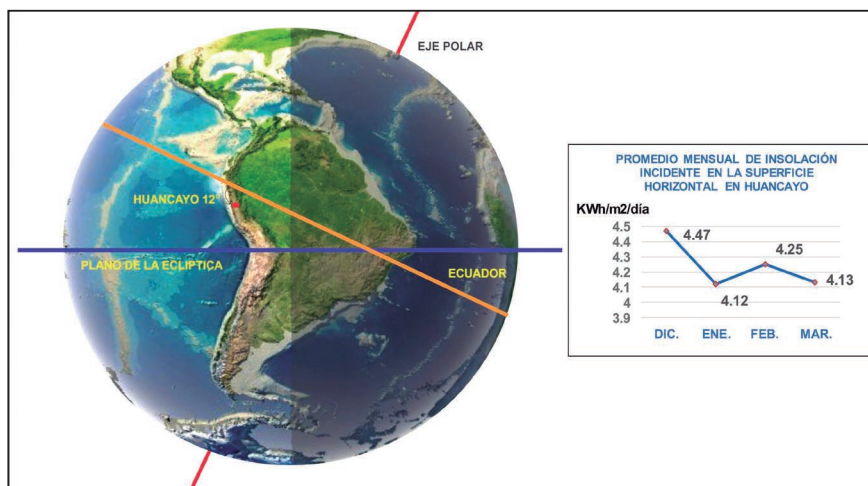 EJE POLAR
HUANCAYO 12°
PLANO DE LA ECLIPTICA
ECUADOR
PROMEDIO MENSUAL DE INSOLACIÓN
INCIDENTE EN LA SUPERFICIE
HORIZONTAL EN HUANCAYO
KWh/m2/día
4.5
4.4
4.3
4.2
4.1
4
3.9
4.47
4.12
4.25
4.13
DIC. ENE. FEB. MAR.